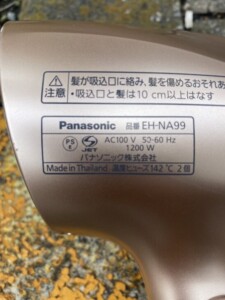 注意
髪が吸込口に絡み、髪を傷めるおそれあ
・吸込口と髪は10cm以上はなす
Panasonic 品番 EH-NA99
PS E JET AC100 V 50-60 Hz
1200 W
パナソニック株式会社
Made in Thailand 温度ヒューズ142℃ 2個